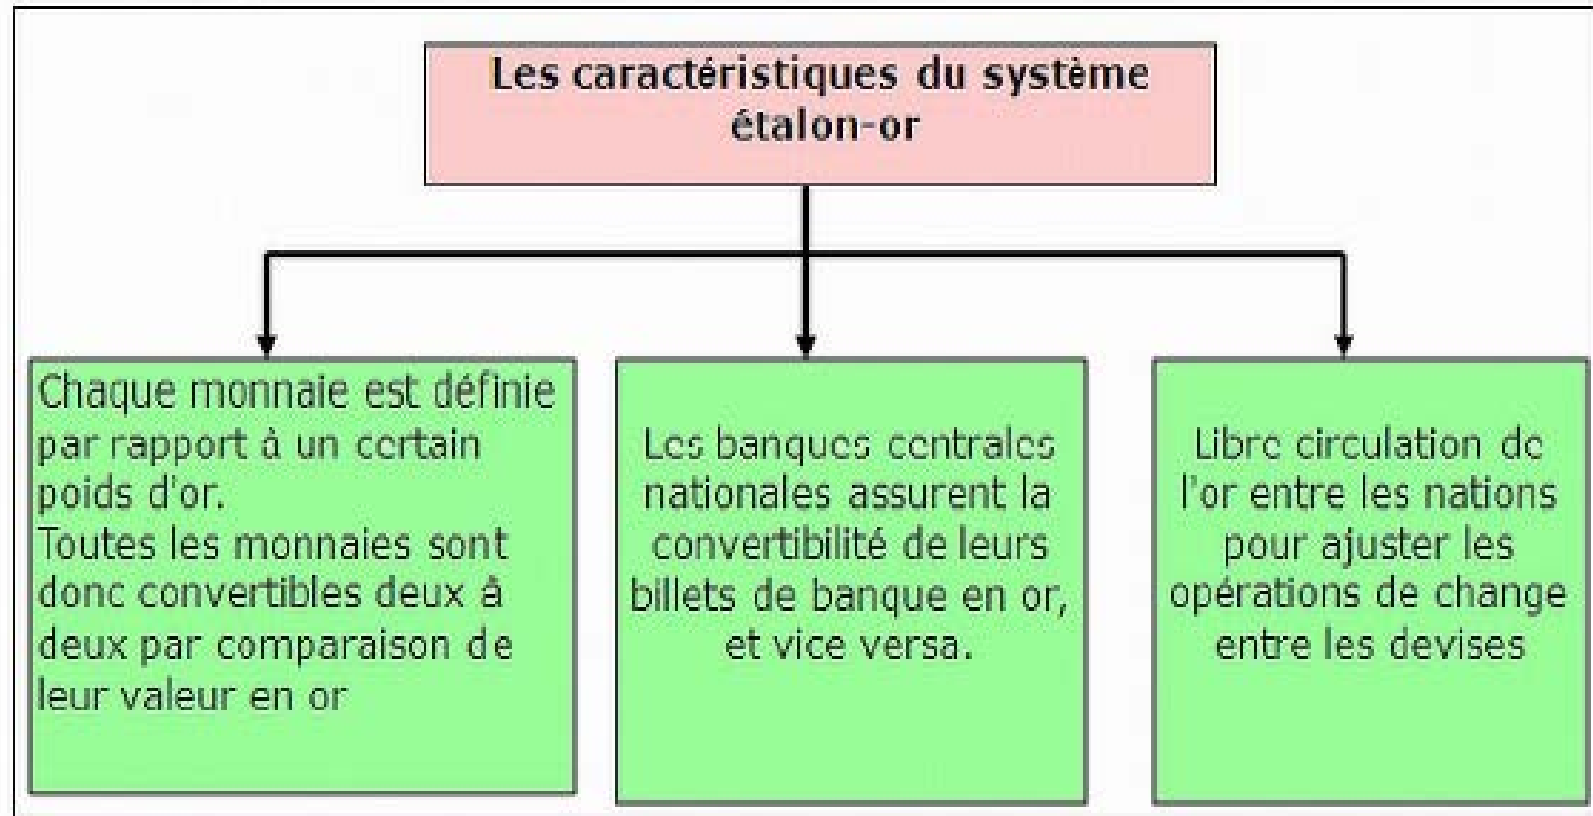 Les caractéristiques du système
étalon-or
Chaque monnaie est définie
par rapport à un certain
poids d'or.
Toutes les monnaies sont
donc convertibles deux à
deux par comparaison de
leur valeur en or
Les banques centrales
nationales assurent la
convertibilité de leurs
billets de banque en or,
et vice versa.
Libre circulation de
l'or entre les nations
pour ajuster les
opérations de change
entre les devises